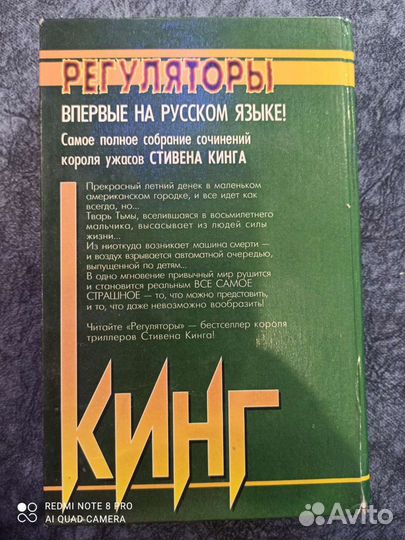 РЕГУЛЯТОРЫ
ВПЕРВЫЕ НА РУССКОМ ЯЗЫКЕ!
Самое полное собрание сочинений
короля ужасов СТИВЕНА КИНГА
Прекрасный летний денек в маленьком
американском городке, и все идет как
всегда, но...
Тварь Тьмы, вселившаяся в восьмилетнего
мальчика, высасывает из людей силы
жизни...
Из ниоткуда возникает машина смерти —
и воздух взрывается автоматной очередью,
выпущенной по детям...
В одно мгновение привычный мир рушится
и становится реальным ВСЕ САМОЕ
СТРАШНОЕ — то, что можно представить,
и то, что даже невозможно вообразить!
Читайте «Регуляторы» — бестселлер короля
триллеров Стивена Кинга!
КИНГ
REDMI NOTE 8 PRO
AI QUAD CAMERA
Avito